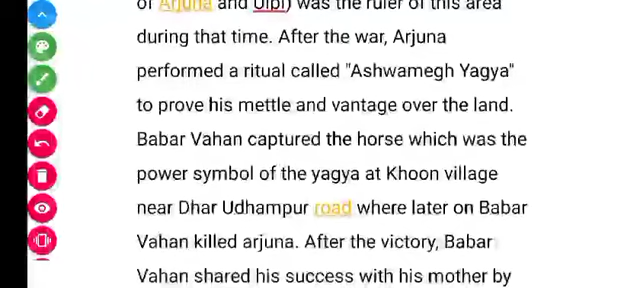 of Arjuna and Ulpi) was the ruler of this area
during that time. After the war, Arjuna
performed a ritual called "Ashwamegh Yagya"
to prove his mettle and vantage over the land.
Babar Vahan captured the horse which was the
power symbol of the yagya at Khoon village
near Dhar Udhampur road where later on Babar
Vahan killed arjuna. After the victory, Babar
Vahan shared his success with his mother by